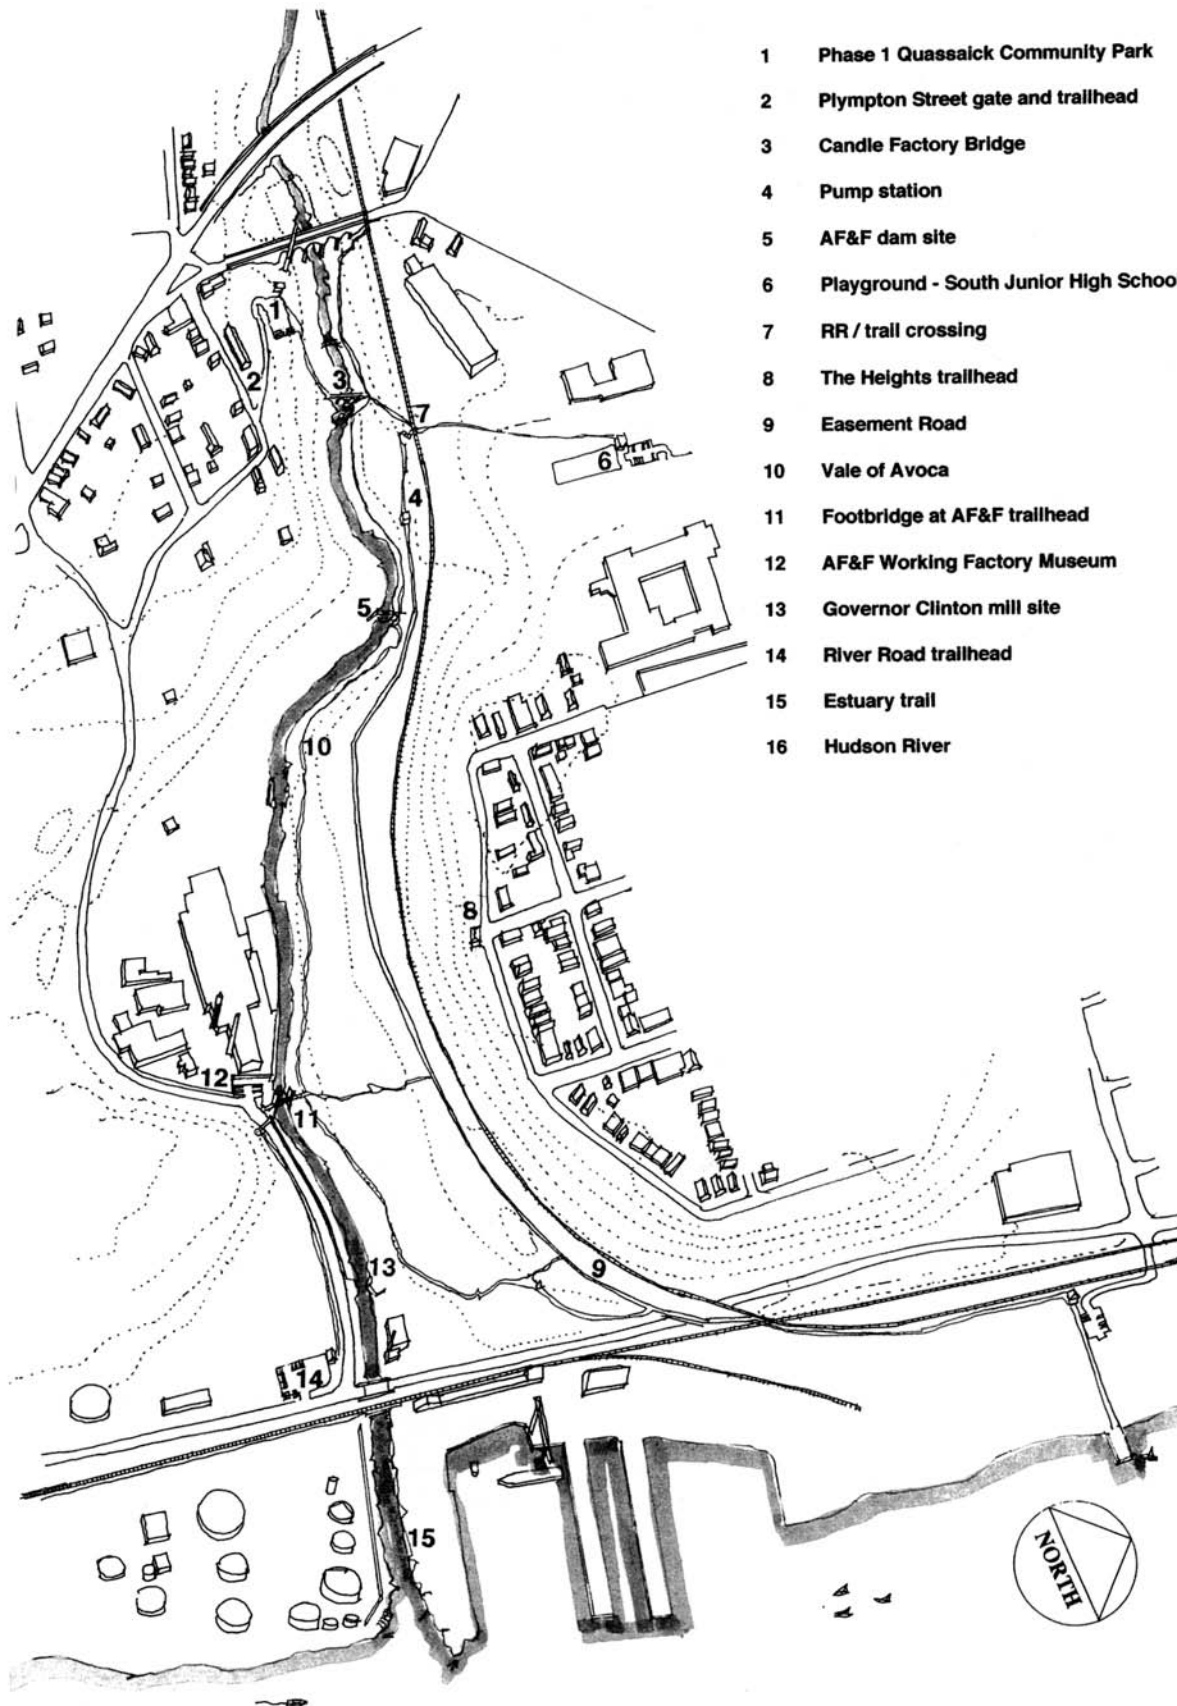 1 Phase 1 Quassaick Community Park
2 Plympton Street gate and trailhead
3 Candle Factory Bridge
4 Pump station
5 AF&F dam site
6 Playground - South Junior High Schoo
7 RR / trail crossing
8 The Heights trailhead
9 Easement Road
10 Vale of Avoca
11 Footbridge at AF&F trailhead
12 AF&F Working Factory Museum
13 Governor Clinton mill site
14 River Road trailhead
15 Estuary trail
16 Hudson River
1
2
3
7
6
4
5
10
8
12
11
9
13
14
15
NORTH